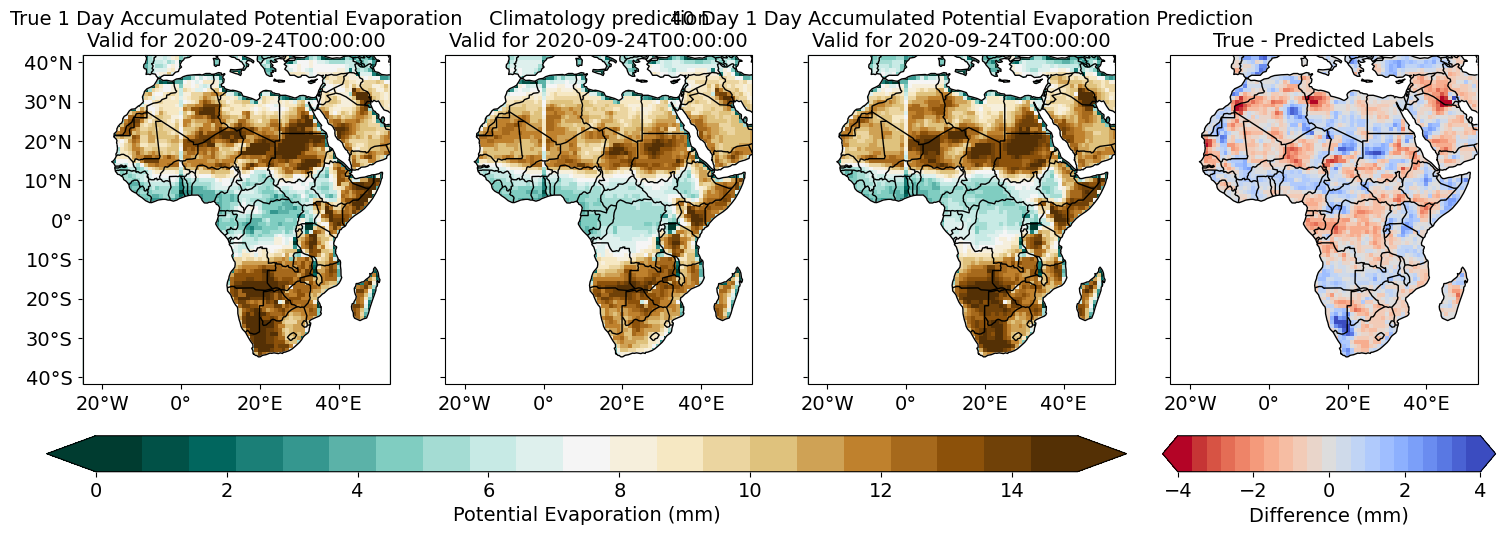 True 1 Day Accumulated Potential Evaporation
Valid for 2020-09-24T00:00:00
Climatology prediction
Valid for 2020-09-24T00:00:00
40 Day 1 Day Accumulated Potential Evaporation Prediction
Valid for 2020-09-24T00:00:00
True - Predicted Labels
40°N
30°N
20°N
10°N
0°
10°S
20°S
30°S
40°S
20°W 0° 20°E 40°E
20°W 0° 20°E 40°E
20°W 0° 20°E 40°E
20°W 0° 20°E 40°E
0 2 4 6 8 10 12 14
Potential Evaporation (mm)
−4 −2 0 2 4
Difference (mm)